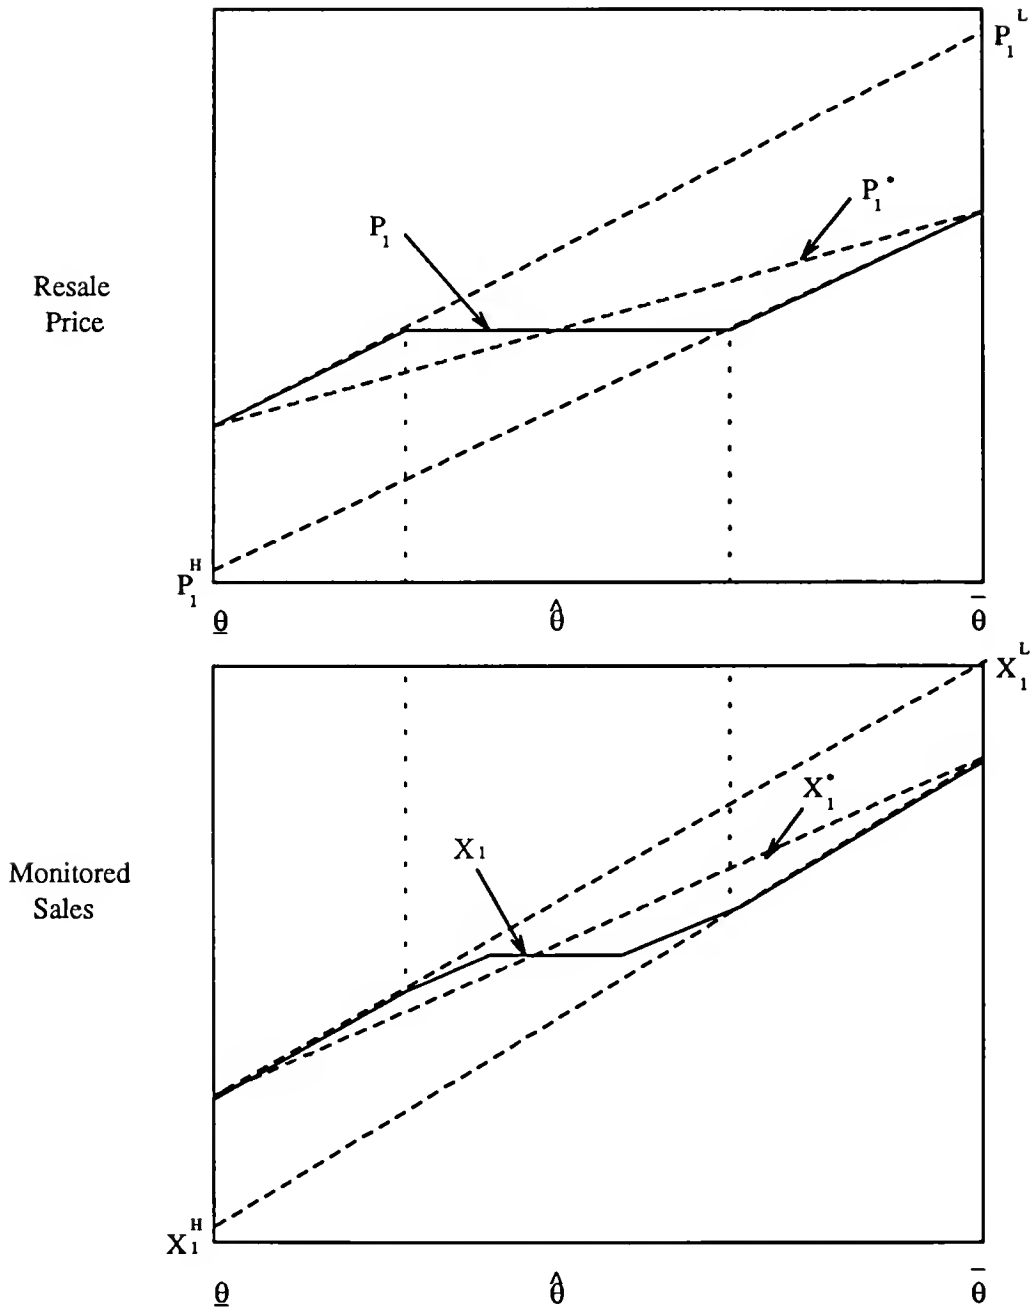 P₁ᴸ
P₁*
P₁
Resale
Price
P₁ᴴ
θ̲ θ̂ θ̄
X₁ᴸ
X₁*
X₁
Monitored
Sales
X₁ᴴ
θ̲ θ̂ θ̄